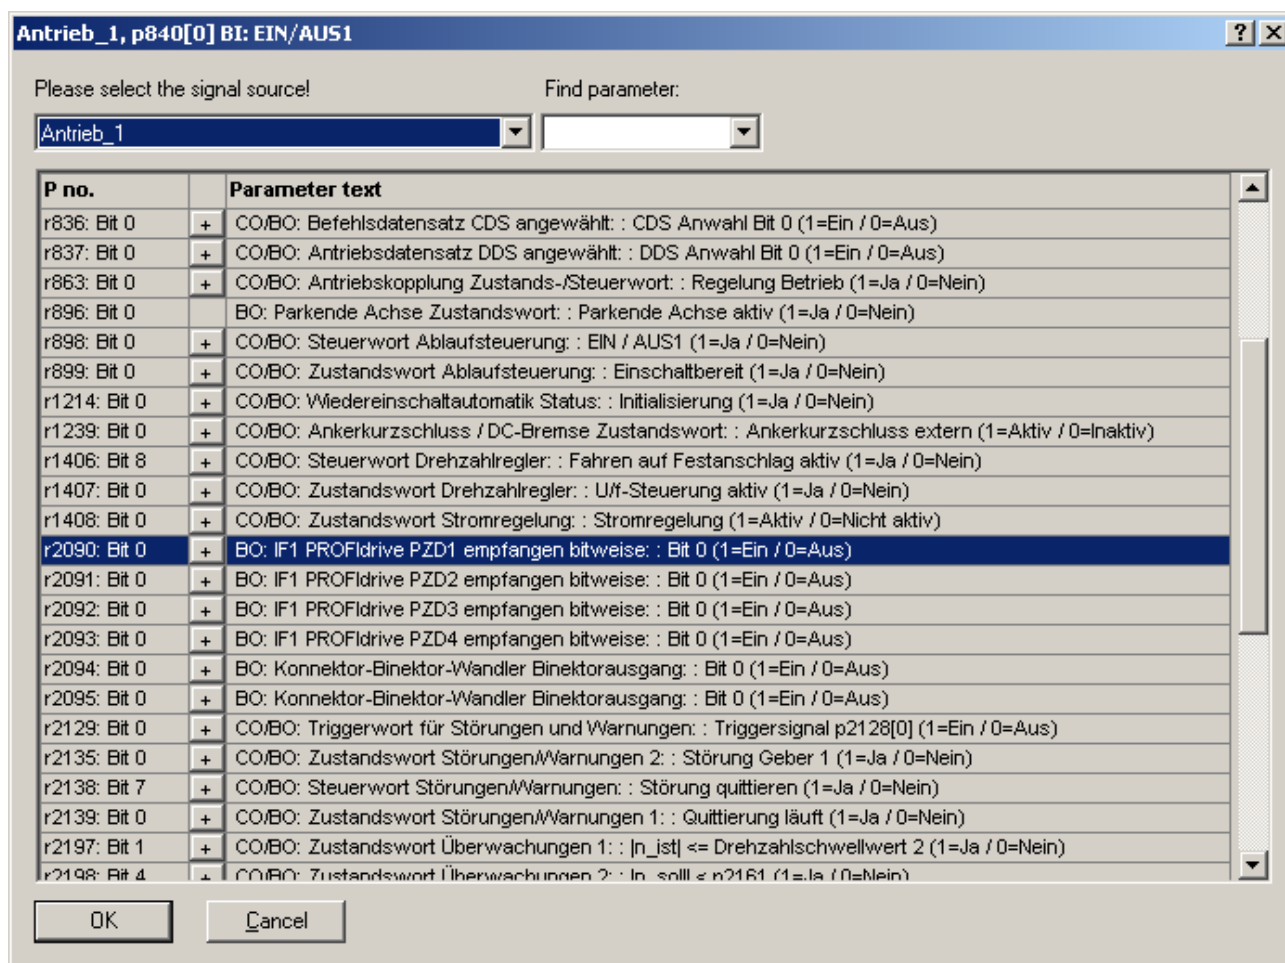 Antrieb_1, p840[0] BI: EIN/AUS1 ? X
Please select the signal source! Find parameter:
Antrieb_1
P no. Parameter text
r836: Bit 0 + CO/BO: Befehlsdatensatz CDS angewählt: : CDS Anwahl Bit 0 (1=Ein / 0=Aus)
r837: Bit 0 + CO/BO: Antriebsdatensatz DDS angewählt: : DDS Anwahl Bit 0 (1=Ein / 0=Aus)
r863: Bit 0 + CO/BO: Antriebskopplung Zustands-/Steuerwort: : Regelung Betrieb (1=Ja / 0=Nein)
r896: Bit 0 BO: Parkende Achse Zustandswort: : Parkende Achse aktiv (1=Ja / 0=Nein)
r898: Bit 0 + CO/BO: Steuerwort Ablaufsteuerung: : EIN / AUS1 (1=Ja / 0=Nein)
r899: Bit 0 + CO/BO: Zustandswort Ablaufsteuerung: : Einschaltbereit (1=Ja / 0=Nein)
r1214: Bit 0 + CO/BO: Wiedereinschaltautomatik Status: : Initialisierung (1=Ja / 0=Nein)
r1239: Bit 0 + CO/BO: Ankerkurzschluss / DC-Bremse Zustandswort: : Ankerkurzschluss extern (1=Aktiv / 0=Inaktiv)
r1406: Bit 8 + CO/BO: Steuerwort Drehzahlregler: : Fahren auf Festanschlag aktiv (1=Ja / 0=Nein)
r1407: Bit 0 + CO/BO: Zustandswort Drehzahlregler: : U/f-Steuerung aktiv (1=Ja / 0=Nein)
r1408: Bit 0 + CO/BO: Zustandswort Stromregelung: : Stromregelung (1=Aktiv / 0=Nicht aktiv)
r2090: Bit 0 + BO: IF1 PROFIdrive PZD1 empfangen bitweise: : Bit 0 (1=Ein / 0=Aus)
r2091: Bit 0 + BO: IF1 PROFIdrive PZD2 empfangen bitweise: : Bit 0 (1=Ein / 0=Aus)
r2092: Bit 0 + BO: IF1 PROFIdrive PZD3 empfangen bitweise: : Bit 0 (1=Ein / 0=Aus)
r2093: Bit 0 + BO: IF1 PROFIdrive PZD4 empfangen bitweise: : Bit 0 (1=Ein / 0=Aus)
r2094: Bit 0 + BO: Konnektor-Binektor-Wandler Binektorausgang: : Bit 0 (1=Ein / 0=Aus)
r2095: Bit 0 + BO: Konnektor-Binektor-Wandler Binektorausgang: : Bit 0 (1=Ein / 0=Aus)
r2129: Bit 0 + CO/BO: Triggerwort für Störungen und Warnungen: : Triggersignal p2128[0] (1=Ein / 0=Aus)
r2135: Bit 0 + CO/BO: Zustandswort Störungen/Warnungen 2: : Störung Geber 1 (1=Ja / 0=Nein)
r2138: Bit 7 + CO/BO: Steuerwort Störungen/Warnungen: : Störung quittieren (1=Ja / 0=Nein)
r2139: Bit 0 + CO/BO: Zustandswort Störungen/Warnungen 1: : Quittierung läuft (1=Ja / 0=Nein)
r2197: Bit 1 + CO/BO: Zustandswort Überwachungen 1: : |n_ist| <= Drehzahlschwellwert 2 (1=Ja / 0=Nein)
r2198: Bit 4 + CO/BO: Zustandswort Überwachungen 2: : |n_soll| < p2161 (1=Ja / 0=Nein)
OK Cancel